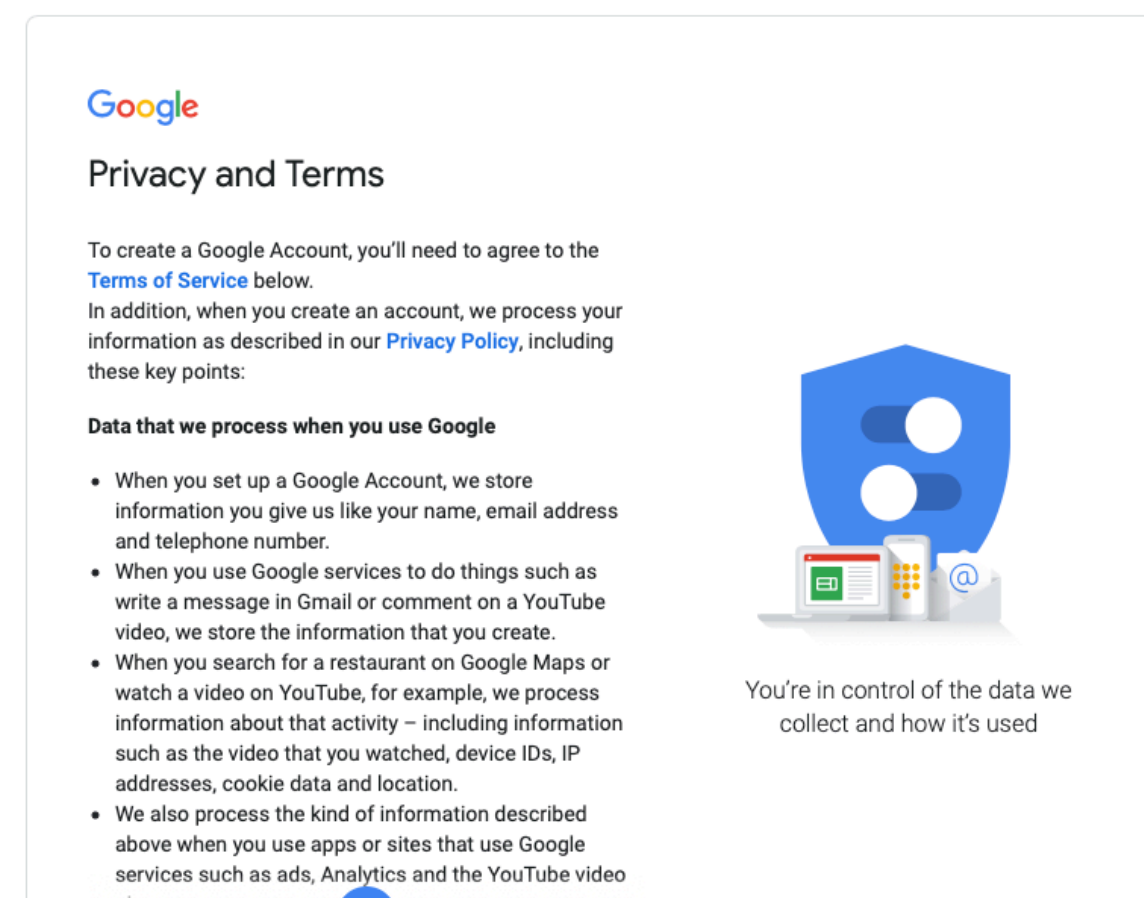 Google
Privacy and Terms
To create a Google Account, you’ll need to agree to the
Terms of Service below.
In addition, when you create an account, we process your
information as described in our Privacy Policy, including
these key points:
Data that we process when you use Google
• When you set up a Google Account, we store
information you give us like your name, email address
and telephone number.
• When you use Google services to do things such as
write a message in Gmail or comment on a YouTube
video, we store the information that you create.
• When you search for a restaurant on Google Maps or
watch a video on YouTube, for example, we process
information about that activity – including information
such as the video that you watched, device IDs, IP
addresses, cookie data and location.
• We also process the kind of information described
above when you use apps or sites that use Google
services such as ads, Analytics and the YouTube video
@
You’re in control of the data we
collect and how it’s used